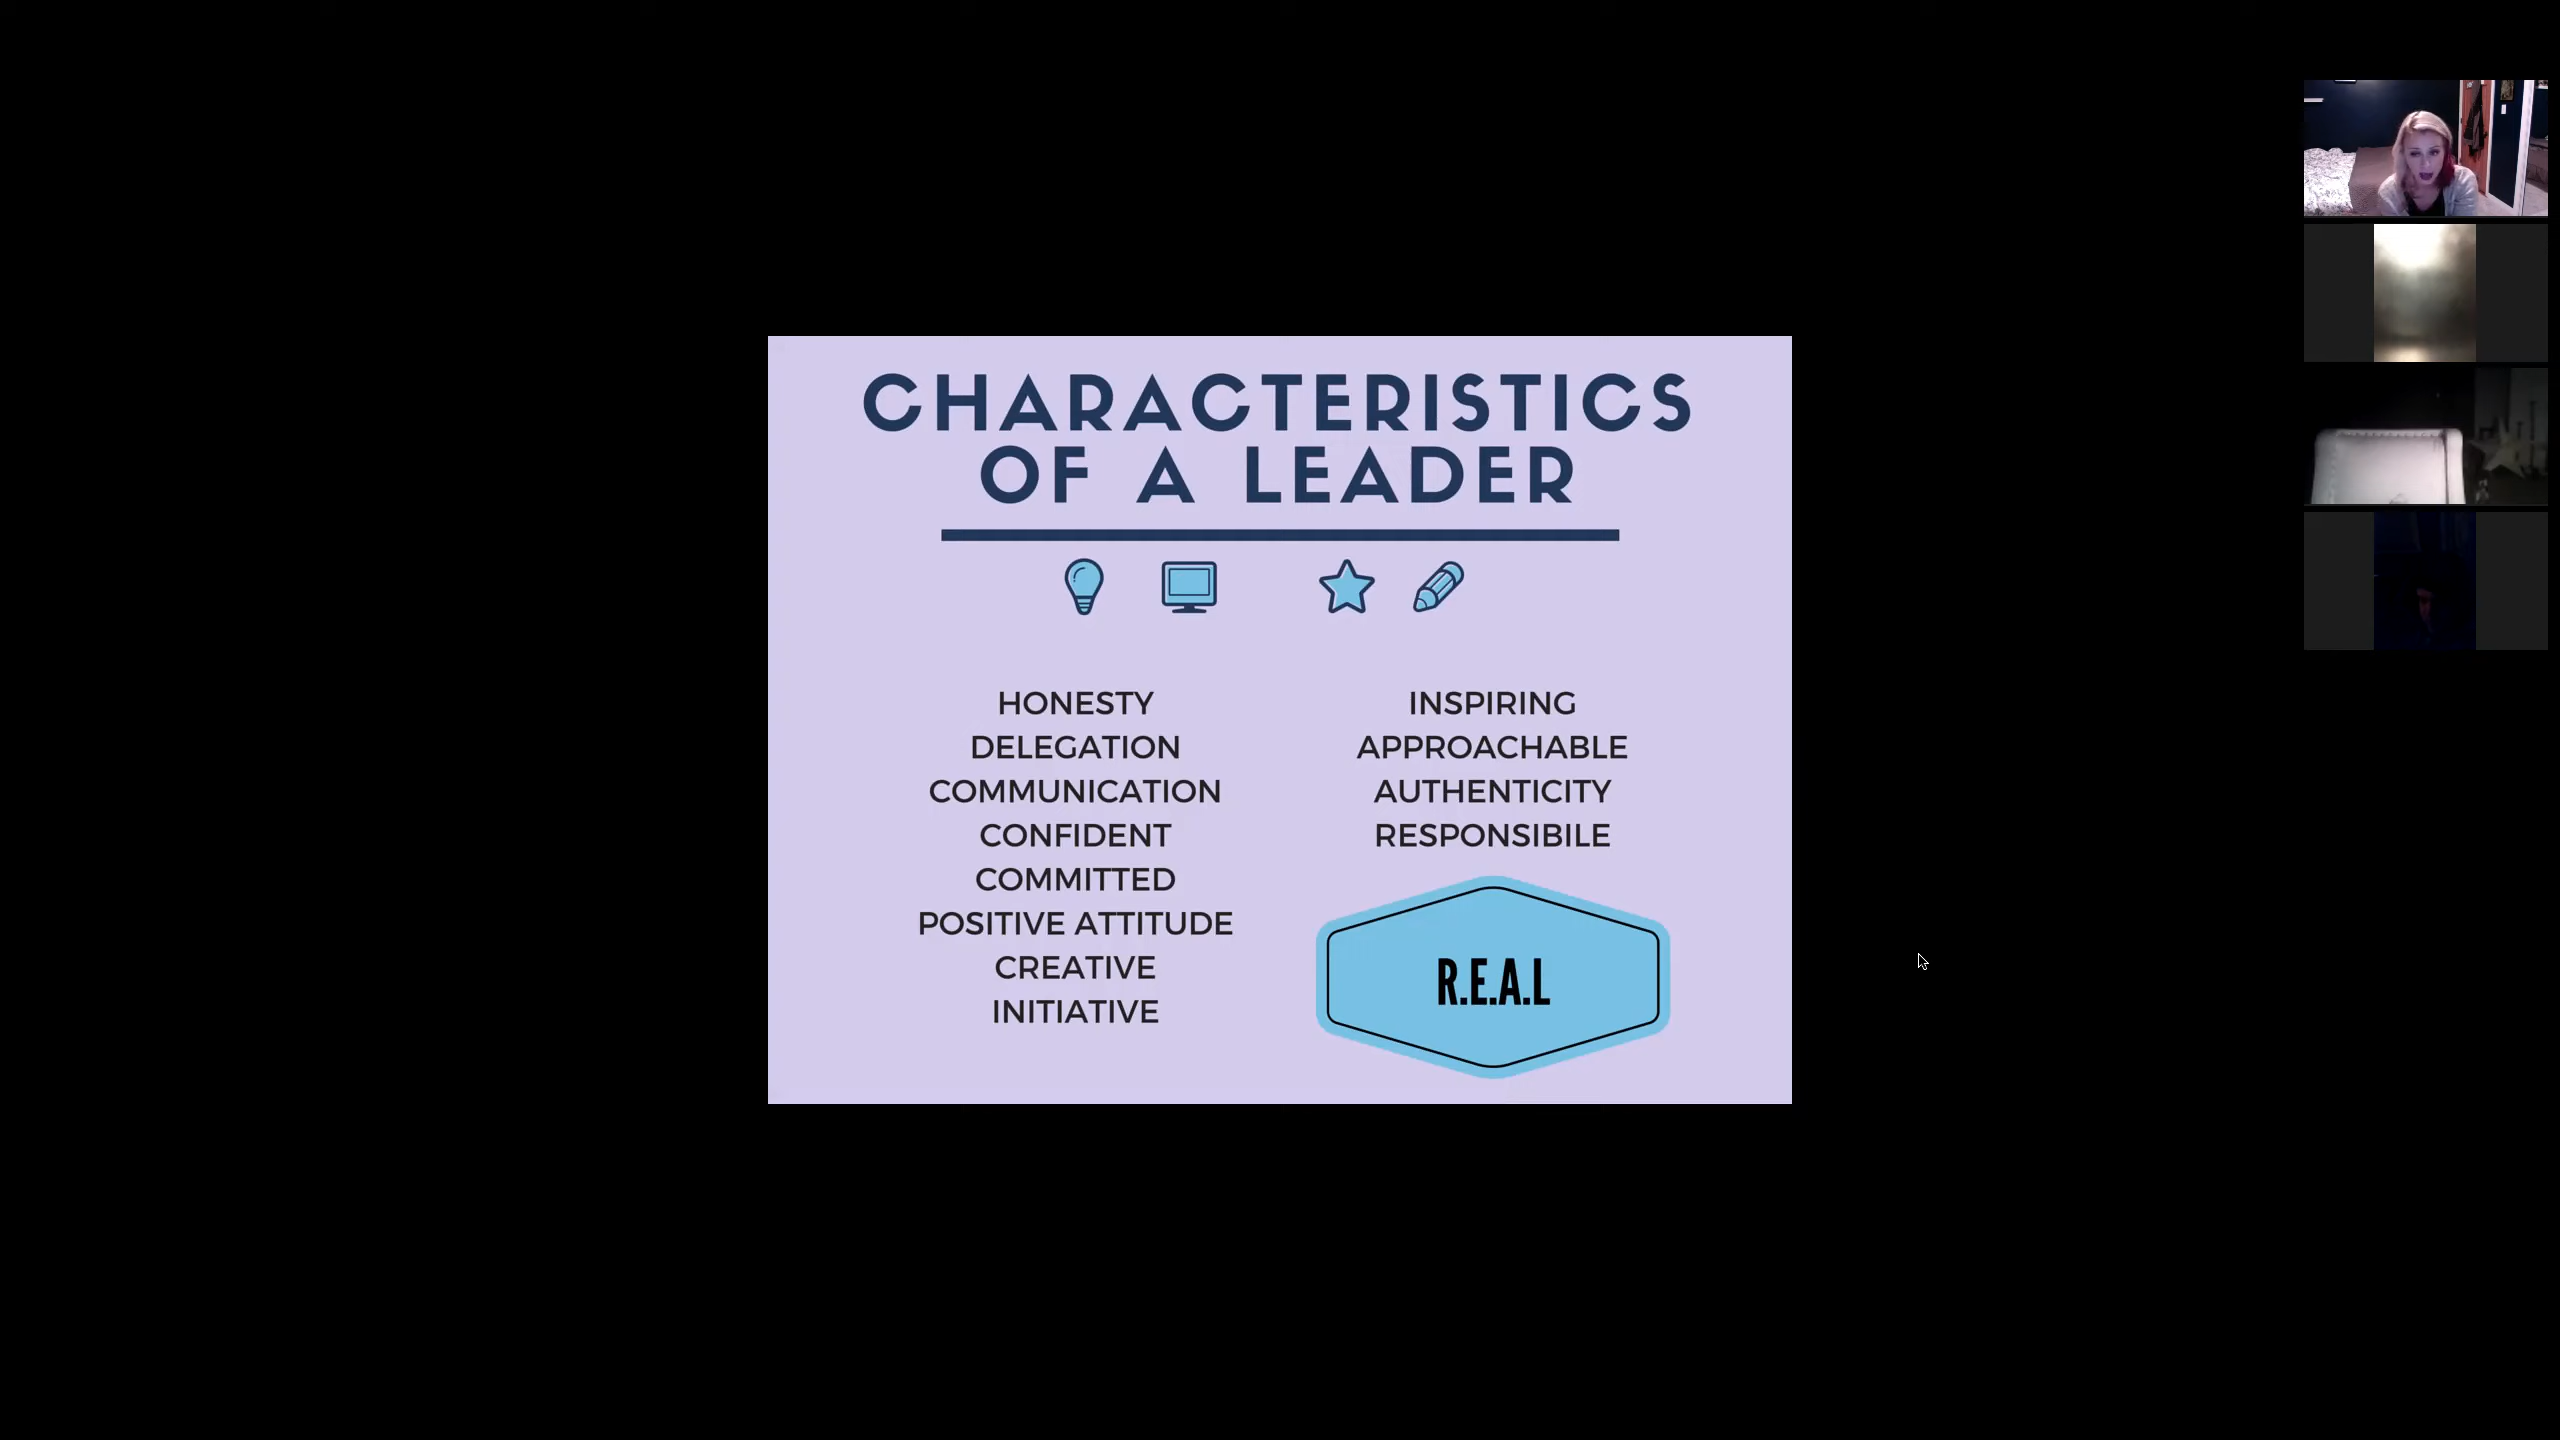 CHARACTERISTICS
OF A LEADER
HONESTY
DELEGATION
COMMUNICATION
CONFIDENT
COMMITTED
POSITIVE ATTITUDE
CREATIVE
INITIATIVE
INSPIRING
APPROACHABLE
AUTHENTICITY
RESPONSIBILE
R.E.A.L